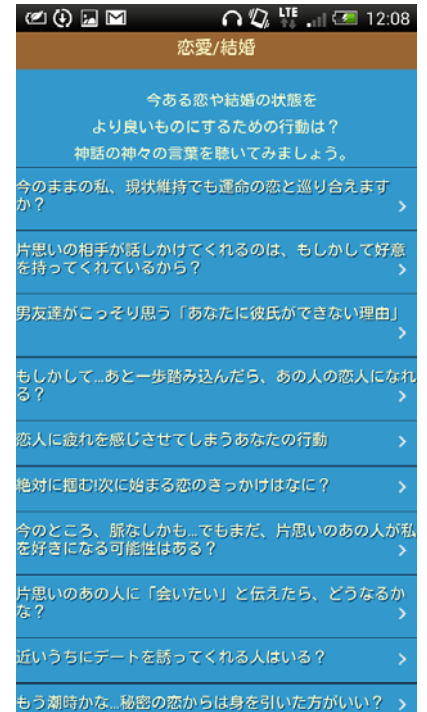 LTE 12:08
恋愛/結婚
今ある恋や結婚の状態を
より良いものにするための行動は?
神話の神々の言葉を聴いてみましょう。
今のままの私、現状維持でも運命の恋と巡り合えます
か?
片思いの相手が話しかけてくれるのは、もしかして好意
を持ってくれているから?
男友達がこっそり思う「あなたに彼氏ができない理由」
もしかして…あと一歩踏み込んだら、あの人の恋人になれ
る?
恋人に疲れを感じさせてしまうあなたの行動
絶対に掴む!次に始まる恋のきっかけはなに?
今のところ、脈なしかも…でもまだ、片思いのあの人が私
を好きになる可能性はある?
片思いのあの人に「会いたい」と伝えたら、どうなるか
な?
近いうちにデートを誘ってくれる人はいる?
もう潮時かな…秘密の恋からは身を引いた方がいい?